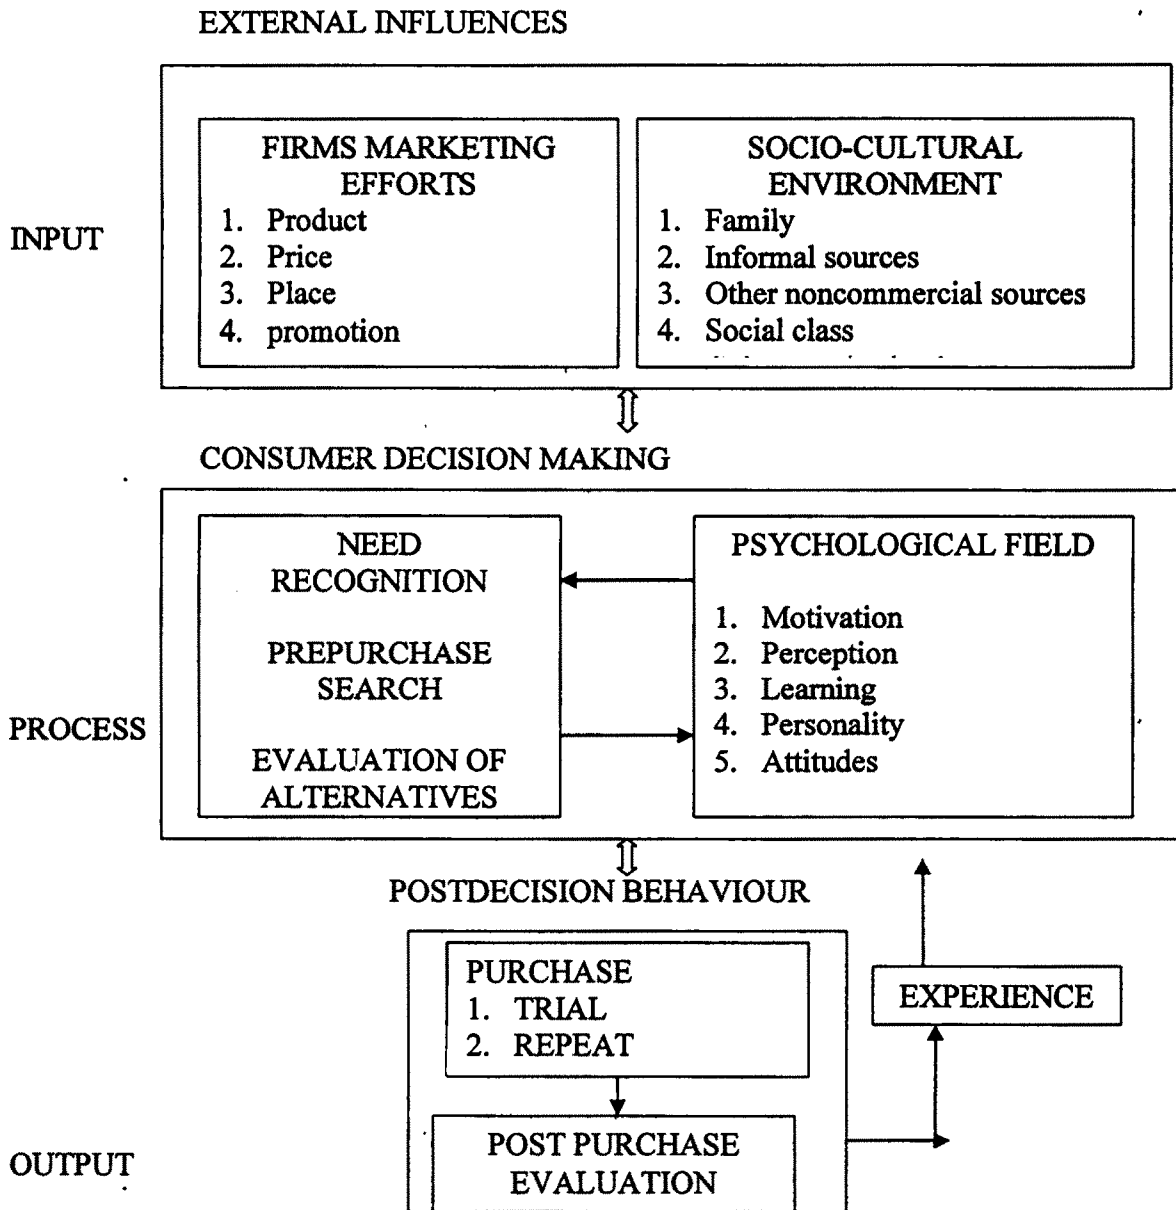 EXTERNAL INFLUENCES
INPUT
FIRMS MARKETING
EFFORTS
1. Product
2. Price
3. Place
4. promotion
SOCIO-CULTURAL
ENVIRONMENT
1. Family
2. Informal sources
3. Other noncommercial sources
4. Social class
CONSUMER DECISION MAKING
PROCESS
NEED
RECOGNITION
PREPURCHASE
SEARCH
EVALUATION OF
ALTERNATIVES
PSYCHOLOGICAL FIELD
1. Motivation
2. Perception
3. Learning
4. Personality
5. Attitudes
POSTDECISION BEHAVIOUR
OUTPUT
PURCHASE
1. TRIAL
2. REPEAT
POST PURCHASE
EVALUATION
EXPERIENCE